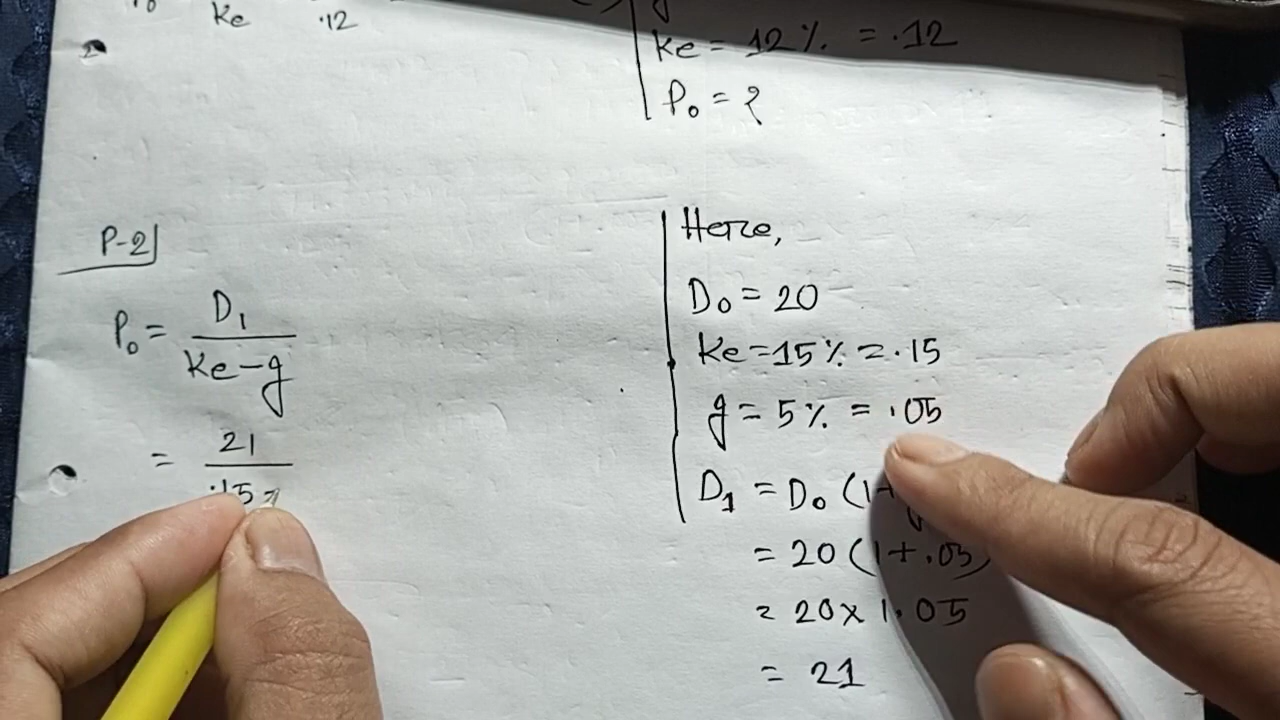 Ke .12
Ke = 12% = .12
P₀ = ?
P-2
P₀ = D₁ / Ke-g
= 21 / .15 -
Here,
D₀ = 20
Ke = 15% = .15
g = 5% = .05
D₁ = D₀ (1+
= 20 (1+.05)
= 20 x 1.05
= 21